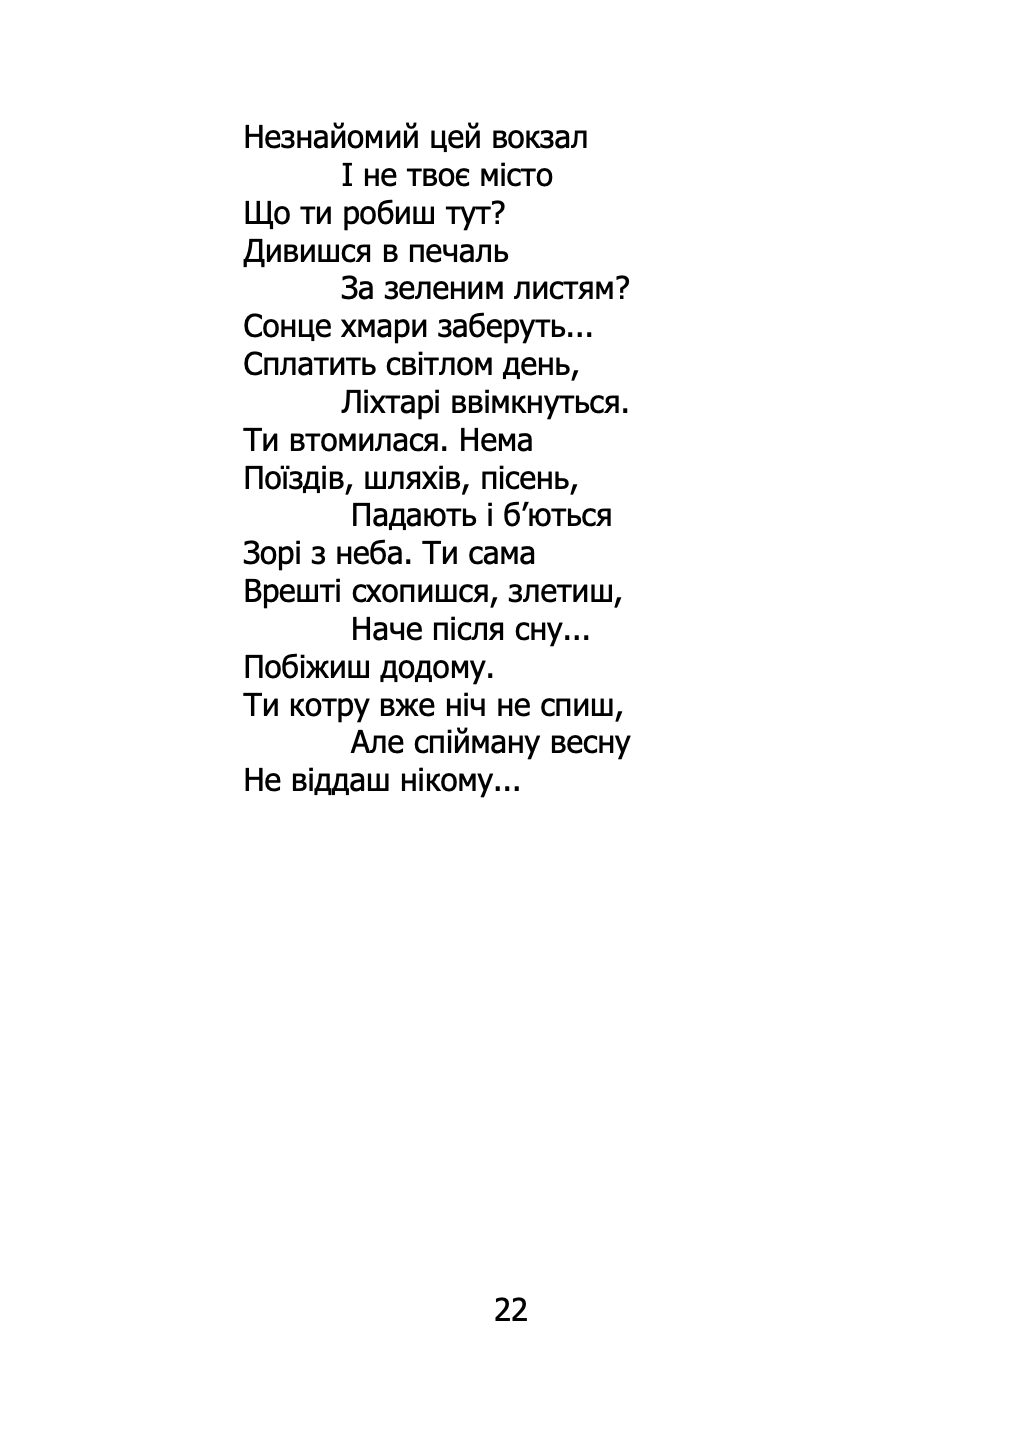 Незнайомий цей вокзал
І не твоє місто
Що ти робиш тут?
Дивишся в печаль
За зеленим листям?
Сонце хмари заберуть...
Сплатить світлом день,
Ліхтарі ввімкнуться.
Ти втомилася. Нема
Поїздів, шляхів, пісень,
Падають і б’ються
Зорі з неба. Ти сама
Врешті схопишся, злетиш,
Наче після сну...
Побіжиш додому.
Ти котру вже ніч не спиш,
Але спійману весну
Не віддаш нікому...
22